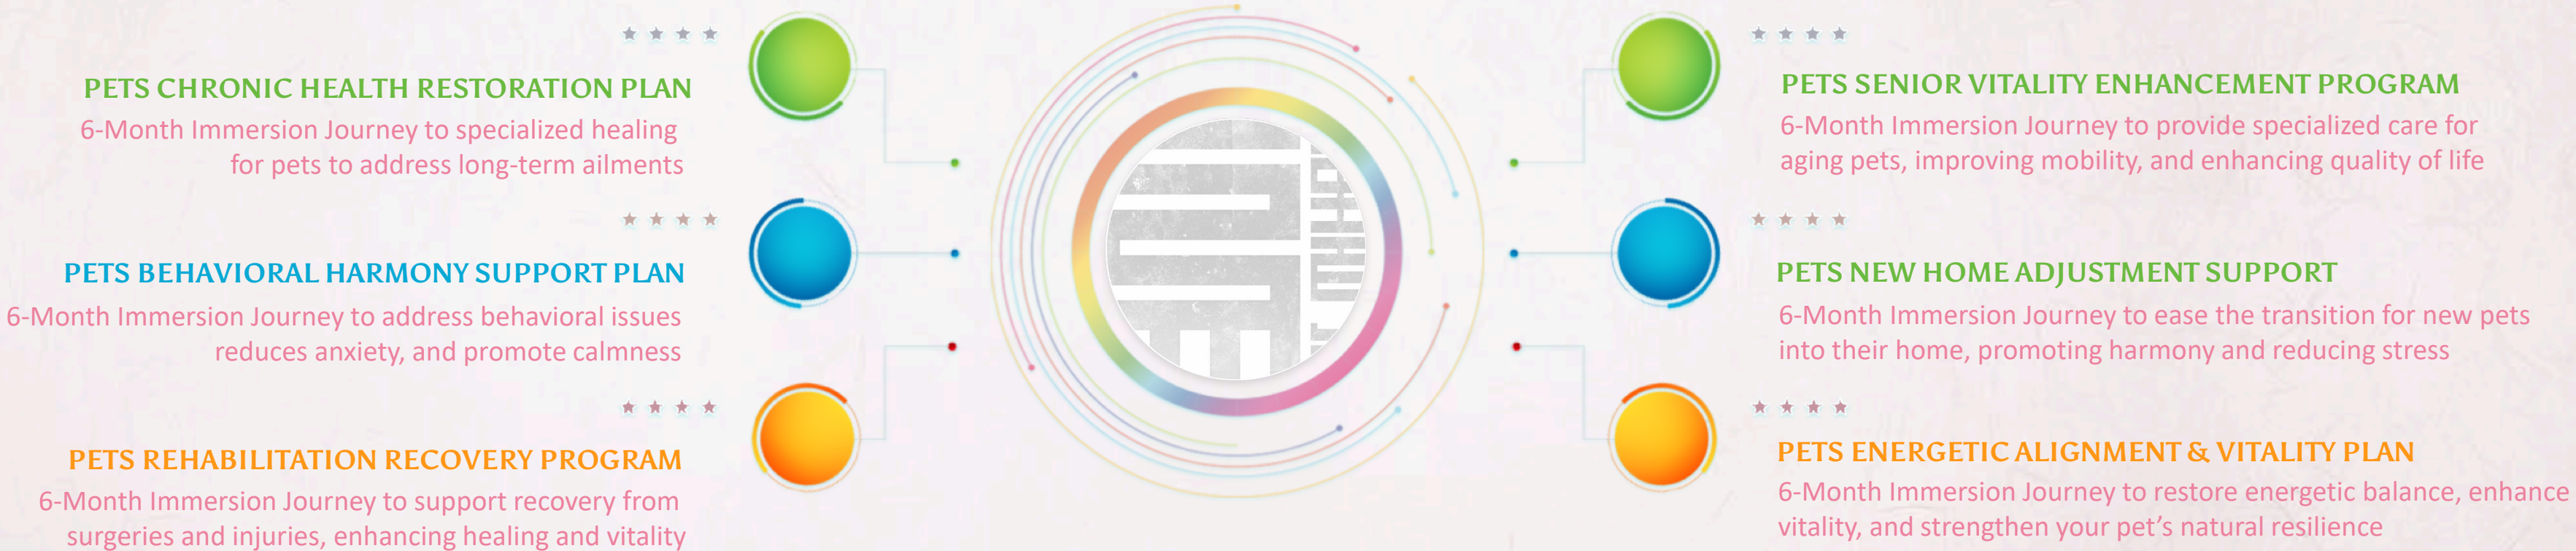 PETS CHRONIC HEALTH RESTORATION PLAN
6-Month Immersion Journey to specialized healing
for pets to address long-term ailments
PETS BEHAVIORAL HARMONY SUPPORT PLAN
6-Month Immersion Journey to address behavioral issues
reduces anxiety, and promote calmness
PETS REHABILITATION RECOVERY PROGRAM
6-Month Immersion Journey to support recovery from
surgeries and injuries, enhancing healing and vitality
PETS SENIOR VITALITY ENHANCEMENT PROGRAM
6-Month Immersion Journey to provide specialized care for
aging pets, improving mobility, and enhancing quality of life
PETS NEW HOME ADJUSTMENT SUPPORT
6-Month Immersion Journey to ease the transition for new pets
into their home, promoting harmony and reducing stress
PETS ENERGETIC ALIGNMENT & VITALITY PLAN
6-Month Immersion Journey to restore energetic balance, enhance
vitality, and strengthen your pet’s natural resilience